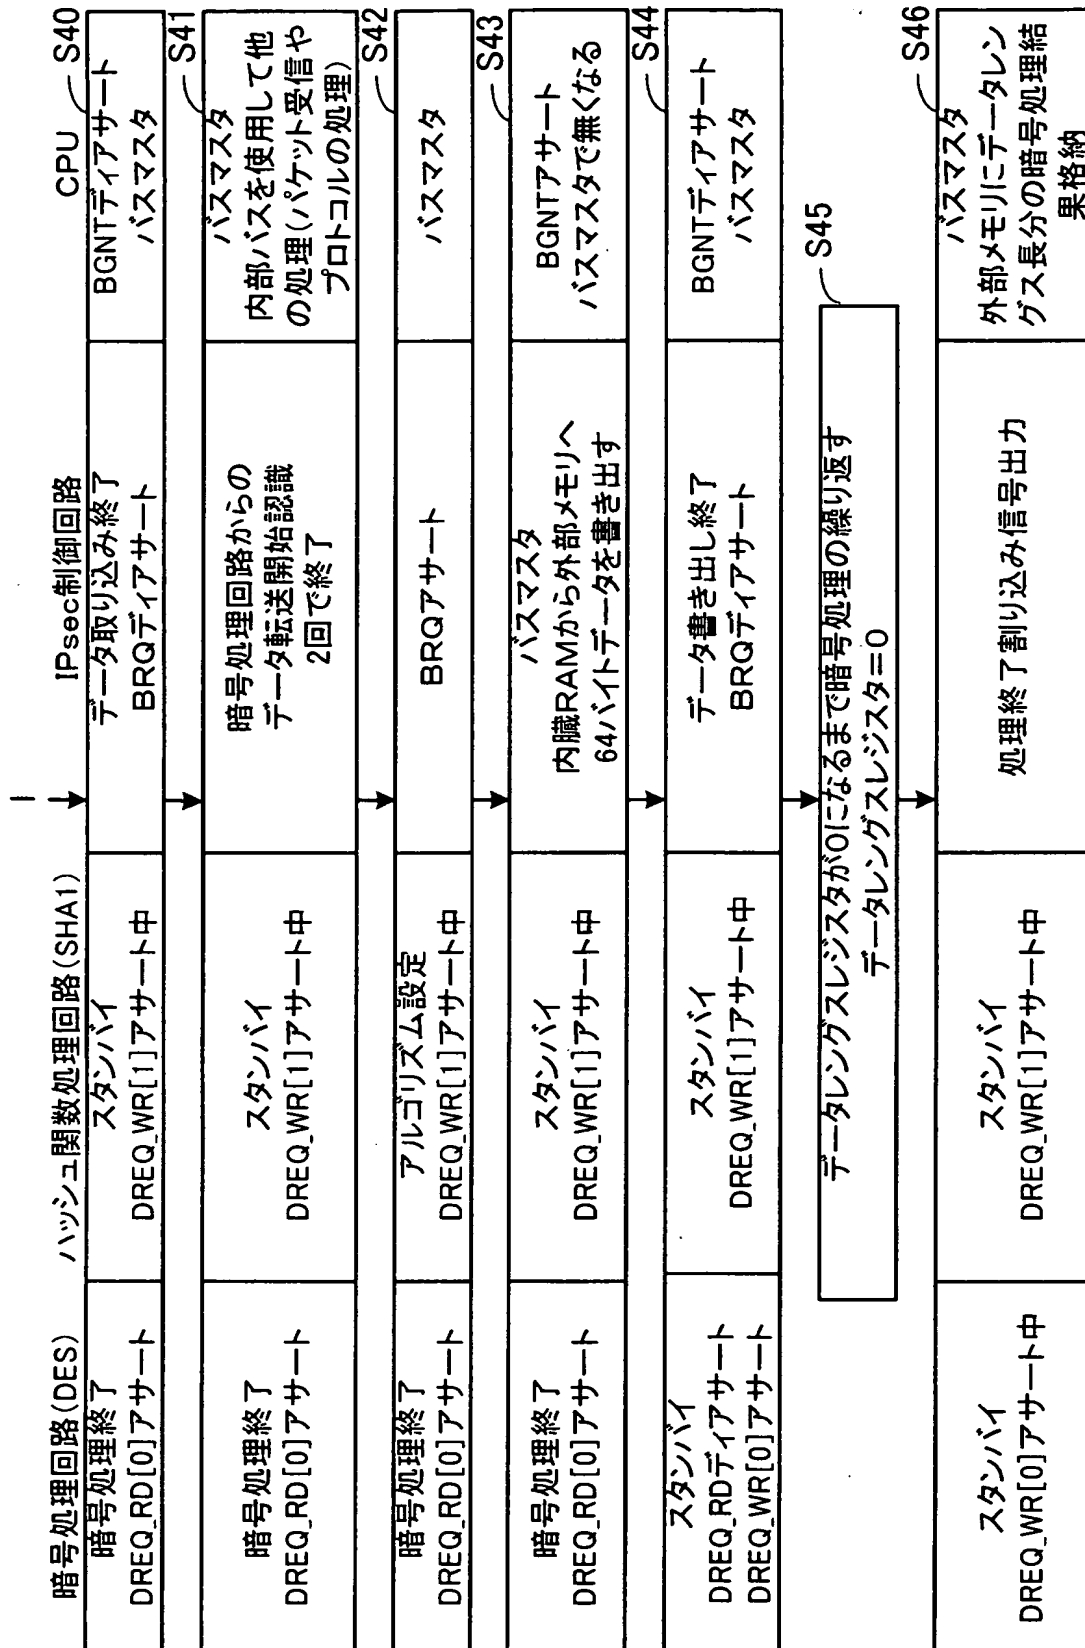 暗号処理回路(DES)
ハッシュ関数処理回路(SHA1)
IPsec制御回路
CPU
S40
暗号処理終了
DREQ_RD[0]アサート
スタンバイ
DREQ_WR[1]アサート中
データ取り込み終了
BRQディアサート
BGNTディアサート
バスマスタ
S41
暗号処理終了
DREQ_RD[0]アサート
スタンバイ
DREQ_WR[1]アサート中
暗号処理回路からの
データ転送開始認識
2回で終了
バスマスタ
内部バスを使用して他
の処理(パケット受信や
プロトコルの処理)
S42
暗号処理終了
DREQ_RD[0]アサート
アルゴリズム設定
DREQ_WR[1]アサート中
BRQアサート
バスマスタ
S43
暗号処理終了
DREQ_RD[0]アサート
スタンバイ
DREQ_WR[1]アサート中
バスマスタ
内臓RAMから外部メモリへ
64バイトデータを書き出す
BGNTアサート
バスマスタで無くなる
S44
スタンバイ
DREQ_RDディアサート
DREQ_WR[0]アサート
スタンバイ
DREQ_WR[1]アサート中
データ書き出し終了
BRQディアサート
BGNTディアサート
バスマスタ
S45
データレングスレジスタが0になるまで暗号処理の繰り返す
データレングスレジスタ=0
S46
スタンバイ
DREQ_WR[0]アサート中
スタンバイ
DREQ_WR[1]アサート中
処理終了割り込み信号出力
バスマスタ
外部メモリにデータレン
グス長分の暗号処理結
果格納